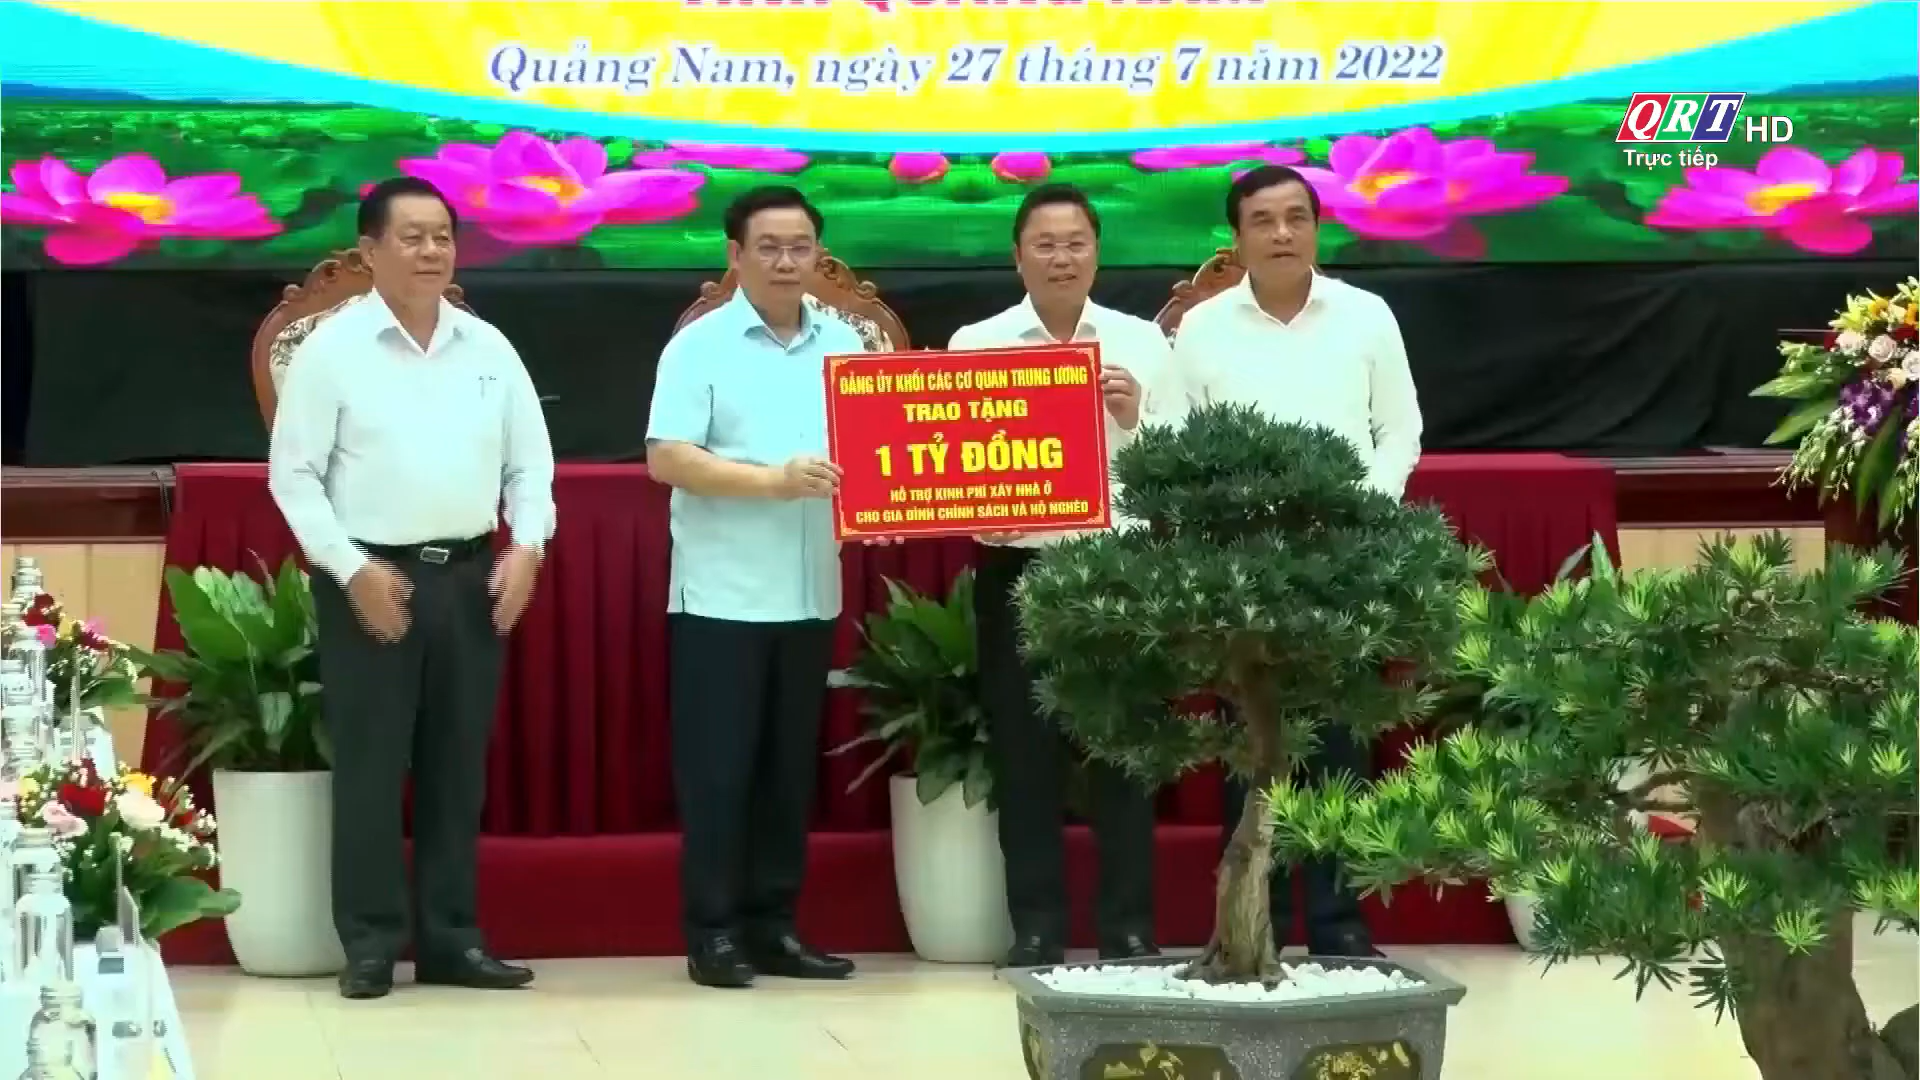 Quảng Nam, ngày 27 tháng 7 năm 2022
QRT HD
Trực tiếp
ĐẢNG ỦY KHỐI CÁC CƠ QUAN TRUNG ƯƠNG
TRAO TẶNG
1 TỶ ĐỒNG
HỖ TRỢ KINH PHÍ XÂY NHÀ Ở
CHO GIA ĐÌNH CHÍNH SÁCH VÀ HỘ NGHÈO